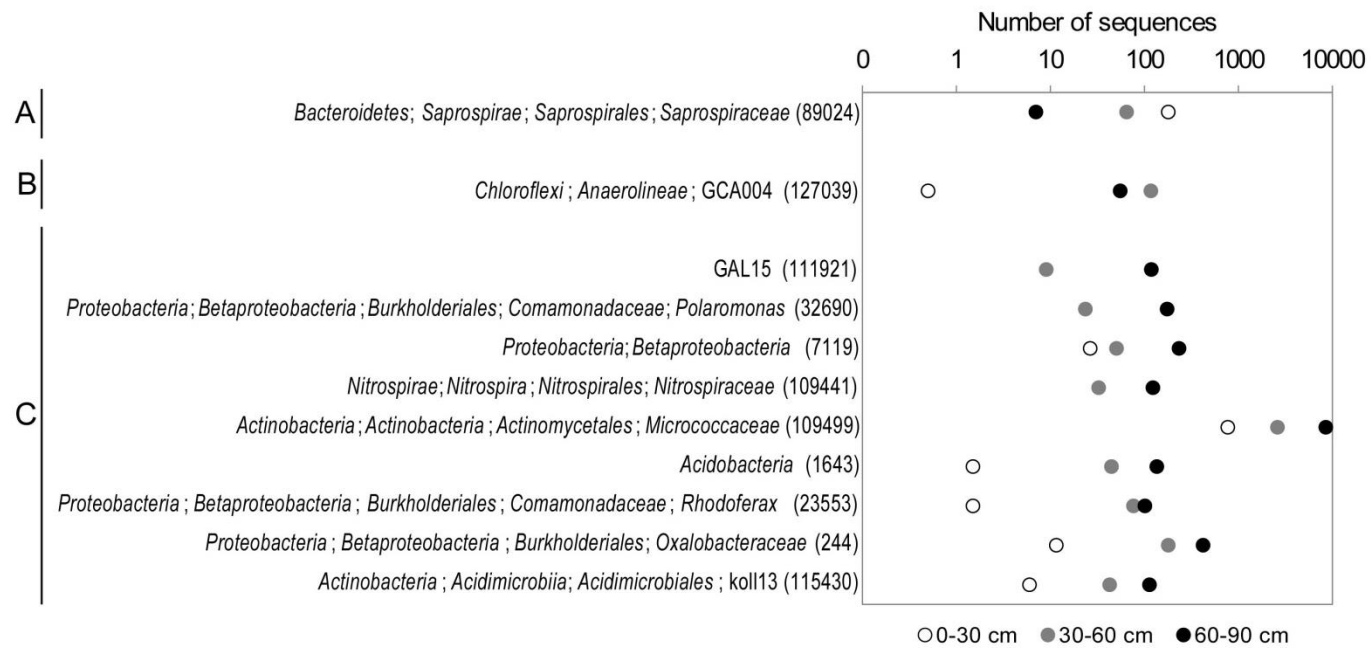 Number of sequences
0 1 10 100 1000 10000
A
Bacteroidetes; Saprospirae; Saprospirales; Saprospiraceae (89024)
B
Chloroflexi; Anaerolineae; GCA004 (127039)
C
GAL15 (111921)
Proteobacteria; Betaproteobacteria; Burkholderiales; Comamonadaceae; Polaromonas (32690)
Proteobacteria; Betaproteobacteria (7119)
Nitrospirae; Nitrospira; Nitrospirales; Nitrospiraceae (109441)
Actinobacteria; Actinobacteria; Actinomycetales; Micrococcaceae (109499)
Acidobacteria (1643)
Proteobacteria; Betaproteobacteria; Burkholderiales; Comamonadaceae; Rhodoferax (23553)
Proteobacteria; Betaproteobacteria; Burkholderiales; Oxalobacteraceae (244)
Actinobacteria; Acidimicrobiia; Acidimicrobiales; koll13 (115430)
0-30 cm 30-60 cm 60-90 cm